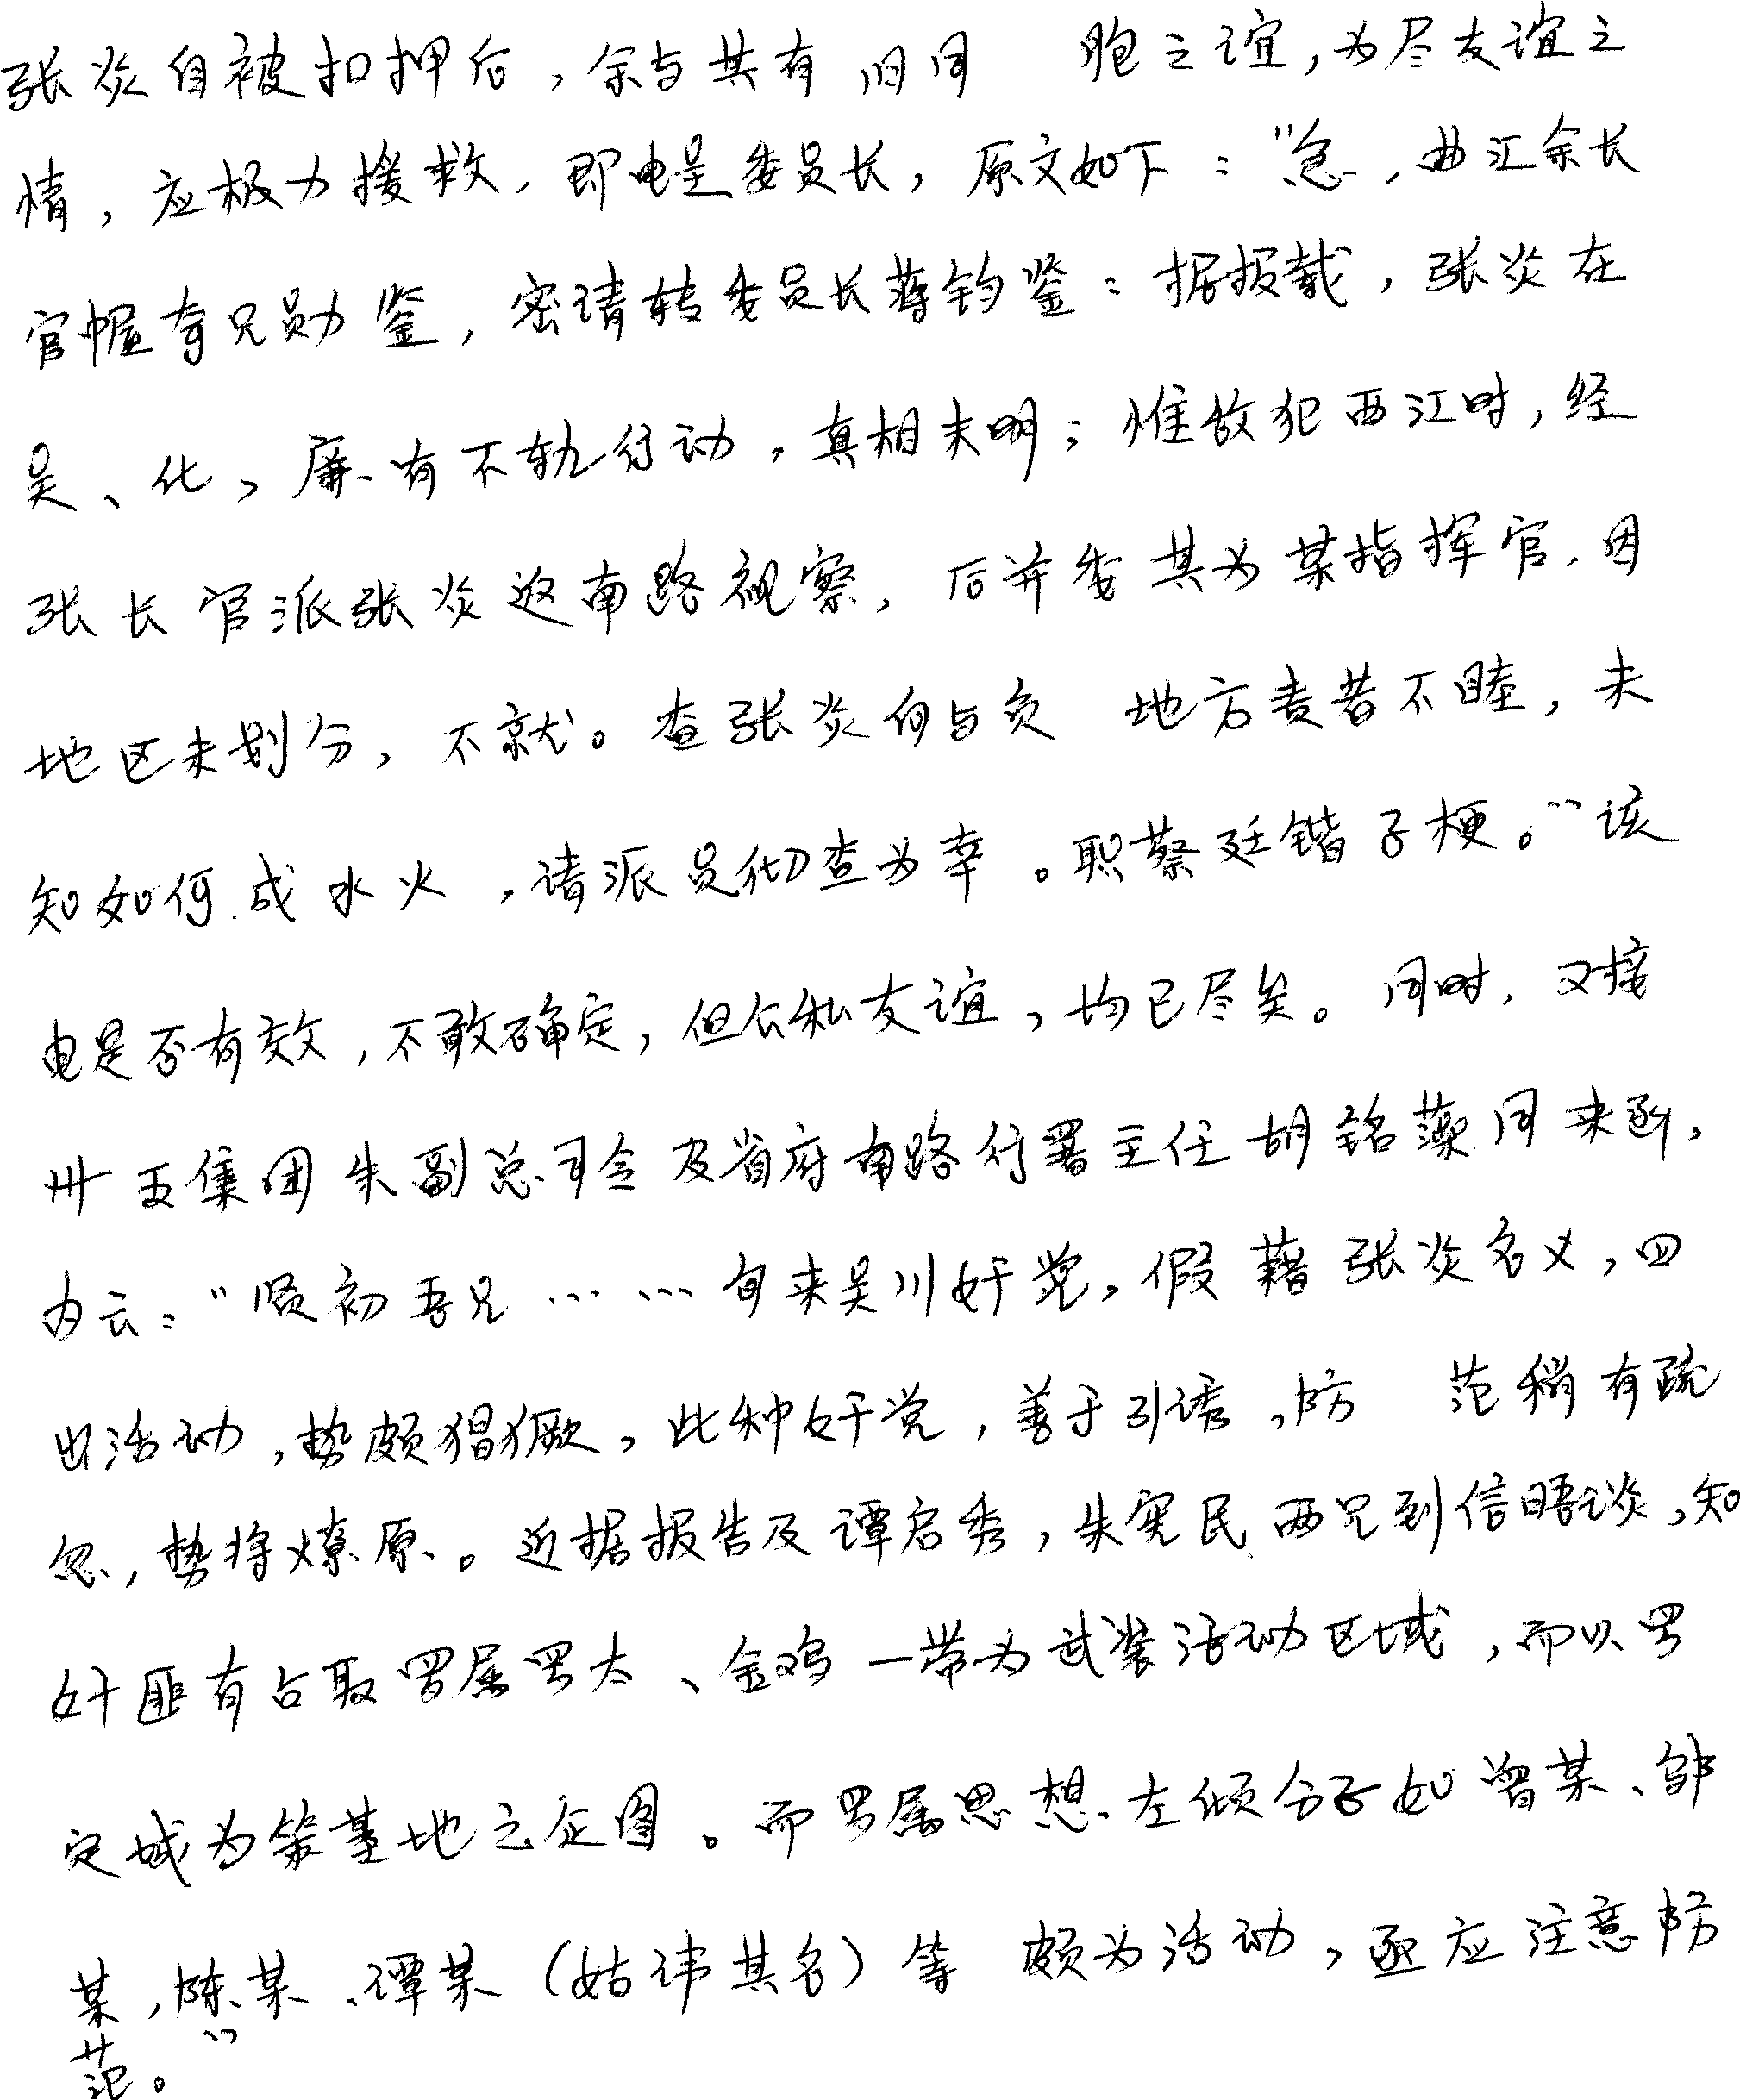 张炎自被扣押后，余与其有旧同胞之谊，为尽友谊之
情，应极力援救，即电呈委员长，原文如下：“急，曲江余长
官幄奇兄勋鉴，密请转委员长蒋钧鉴：据报载，张炎在
吴、化，廉有不轨行动，真相未明；惟敌犯西江时，经
张长官派张炎返南路视察，后并委其为某指挥官，因
地区未划分，不就。查张炎何与负地方责者不睦，未
知如何成水火，请派员彻查为幸。职蔡廷锴子梗。”该
电是否有效，不敢确定，但公私友谊，均已尽矣。同时，又接
卅五集团朱副总司令及省府南路行署主任胡铭藻同来函，
内云：“贤初吾兄……旬来吴川奸党，假藉张炎名义，四
出活动，势颇猖獗，此种奸党，善于引诱，防范稍有疏
忽，势将燎原。近据报告及谭启秀，朱宪民两兄到信晤谈，知
奸匪有占取罗属罗太、金鸡一带为武装活动区域，而以罗
定城为策基地之企图。而罗属思想左倾分子如曾某、邹
某，陈某、谭某（姑讳其名）等颇为活动，亟应注意防
范。”